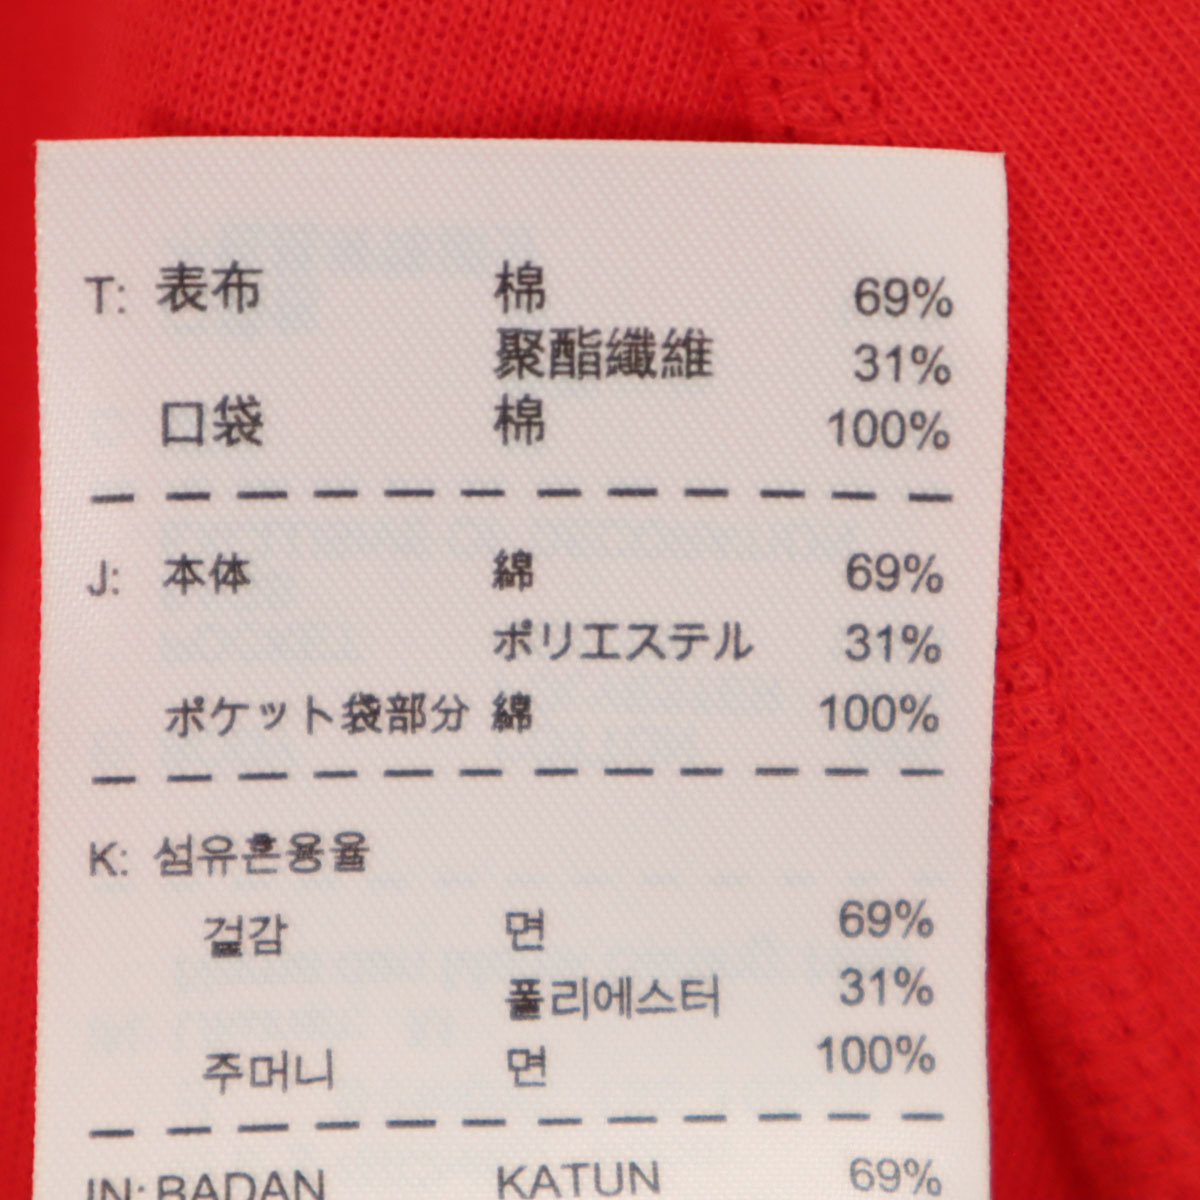 T: 表布 棉 69%
聚酯纖維 31%
口袋 棉 100%
J: 本体 綿 69%
ポリエステル 31%
ポケット袋部分 綿 100%
K: 섬유혼용율
겉감 면 69%
폴리에스터 31%
주머니 면 100%
IN: BADAN KATUN 69%